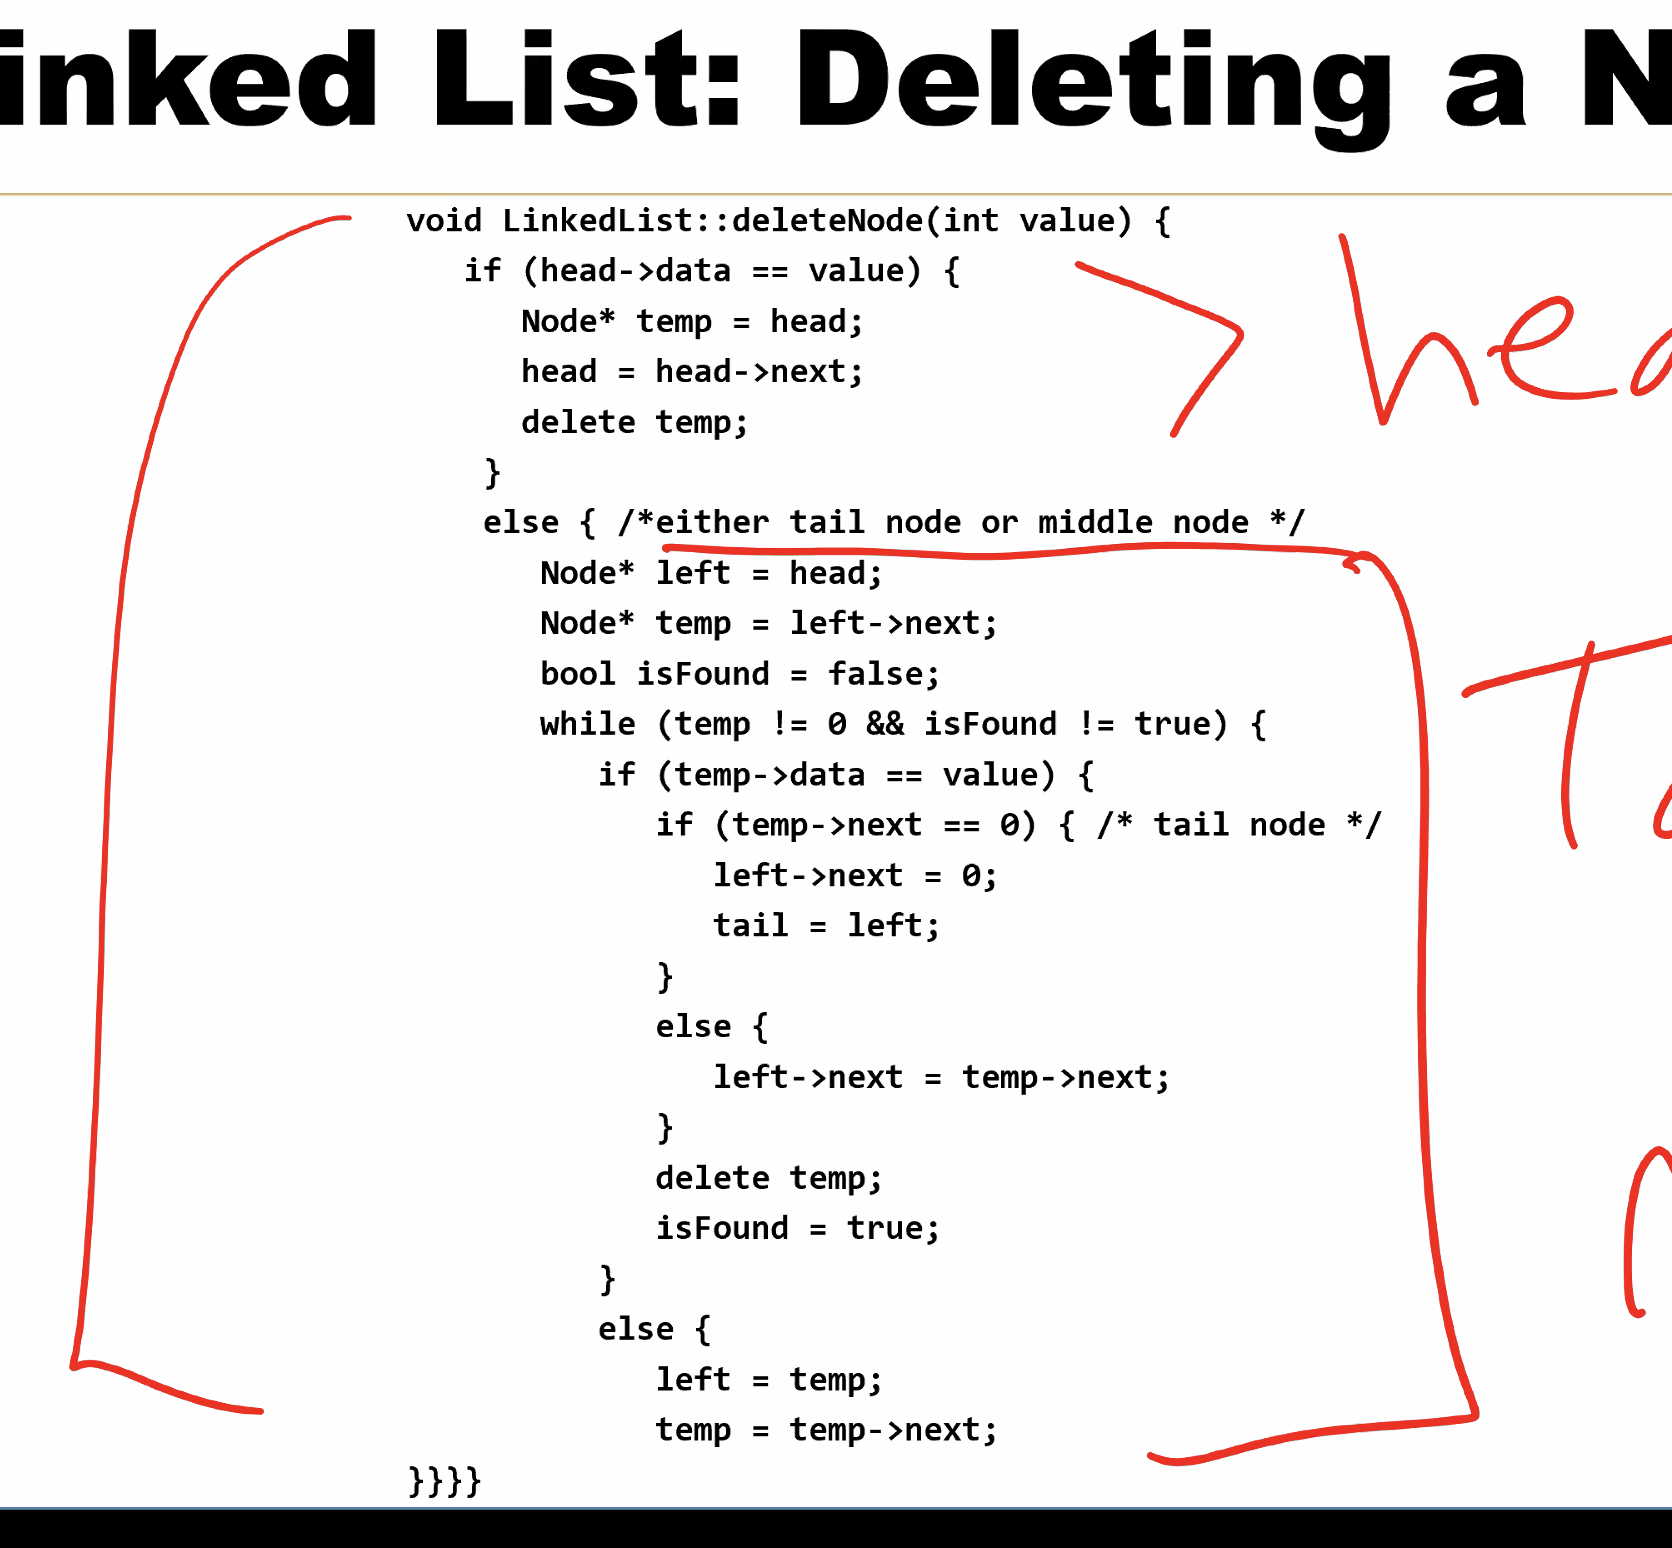 inked List: Deleting a N
void LinkedList::deleteNode(int value) {
if (head->data == value) {
Node* temp = head;
head = head->next;
delete temp;
}
else { /*either tail node or middle node */
Node* left = head;
Node* temp = left->next;
bool isFound = false;
while (temp != 0 && isFound != true) {
if (temp->data == value) {
if (temp->next == 0) { /* tail node */
left->next = 0;
tail = left;
}
else {
left->next = temp->next;
}
delete temp;
isFound = true;
}
else {
left = temp;
temp = temp->next;
}}}}
hea
Ta